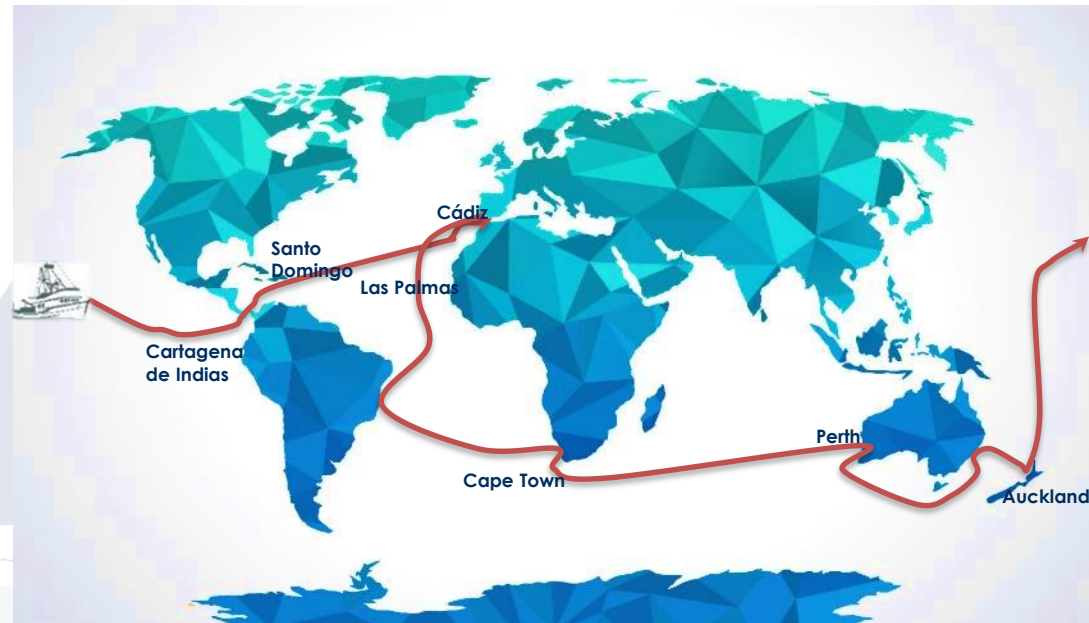 Cádiz
Santo
Domingo
Las Palmas
Cartagena
de Indias
Perth
Cape Town
Auckland